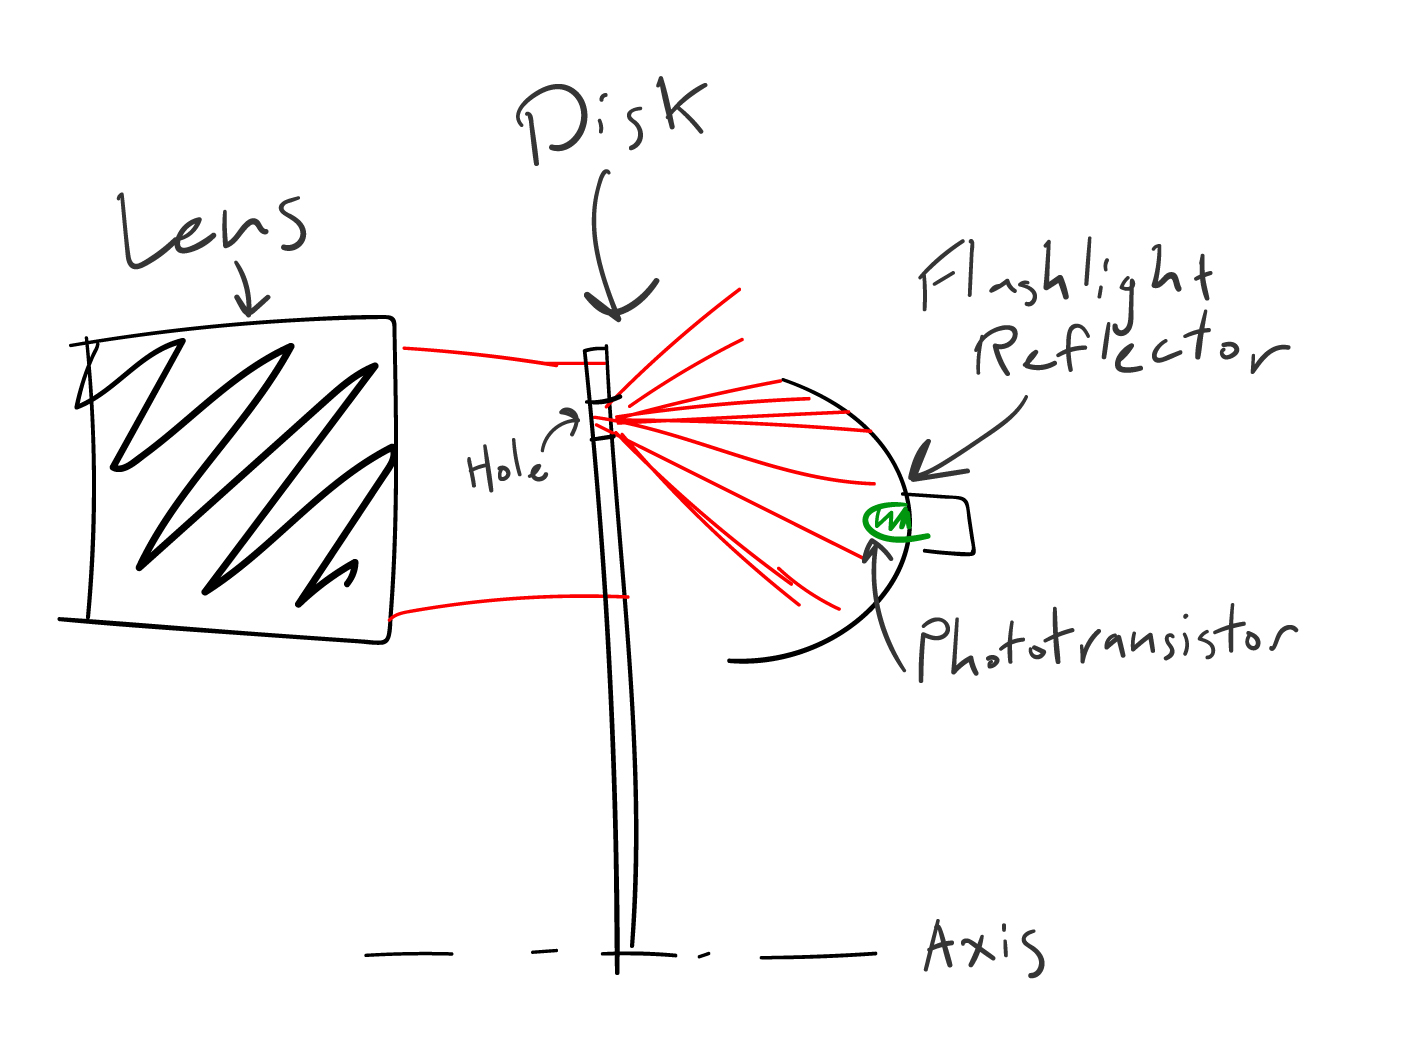 Disk
Lens
Flashlight
Reflector
Hole
Phototransistor
Axis